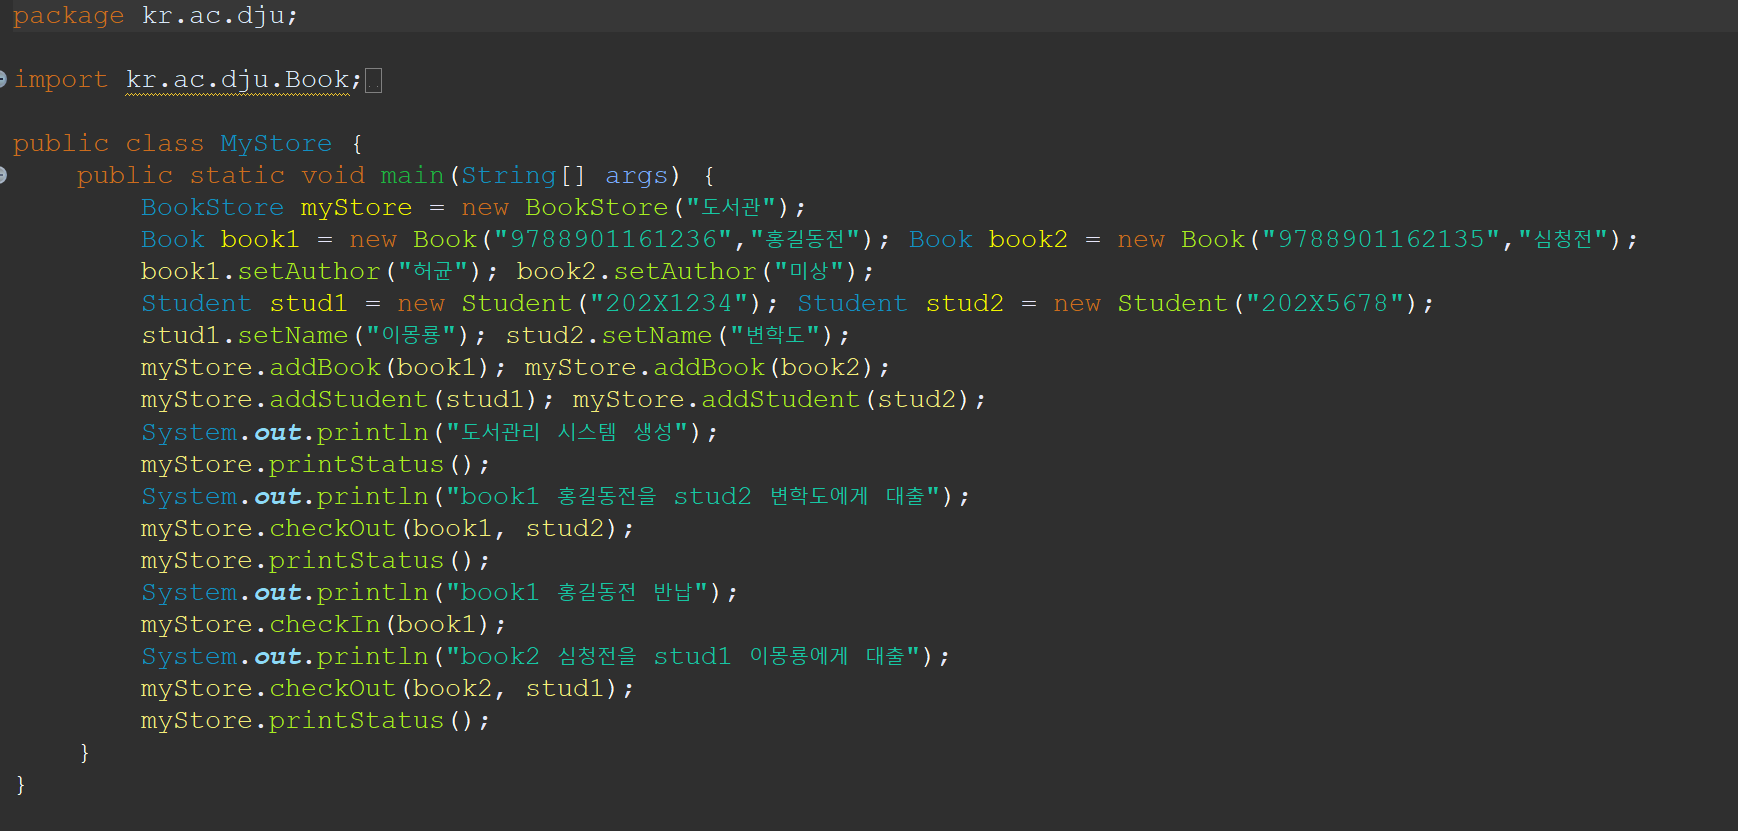 package kr.ac.dju;
import kr.ac.dju.Book;
public class MyStore {
public static void main(String[] args) {
BookStore myStore = new BookStore("도서관");
Book book1 = new Book("9788901161236","홍길동전"); Book book2 = new Book("9788901162135","심청전");
book1.setAuthor("허균"); book2.setAuthor("미상");
Student stud1 = new Student("202X1234"); Student stud2 = new Student("202X5678");
stud1.setName("이몽룡"); stud2.setName("변학도");
myStore.addBook(book1); myStore.addBook(book2);
myStore.addStudent(stud1); myStore.addStudent(stud2);
System.out.println("도서관리 시스템 생성");
myStore.printStatus();
System.out.println("book1 홍길동전을 stud2 변학도에게 대출");
myStore.checkOut(book1, stud2);
myStore.printStatus();
System.out.println("book1 홍길동전 반납");
myStore.checkIn(book1);
System.out.println("book2 심청전을 stud1 이몽룡에게 대출");
myStore.checkOut(book2, stud1);
myStore.printStatus();
}
}